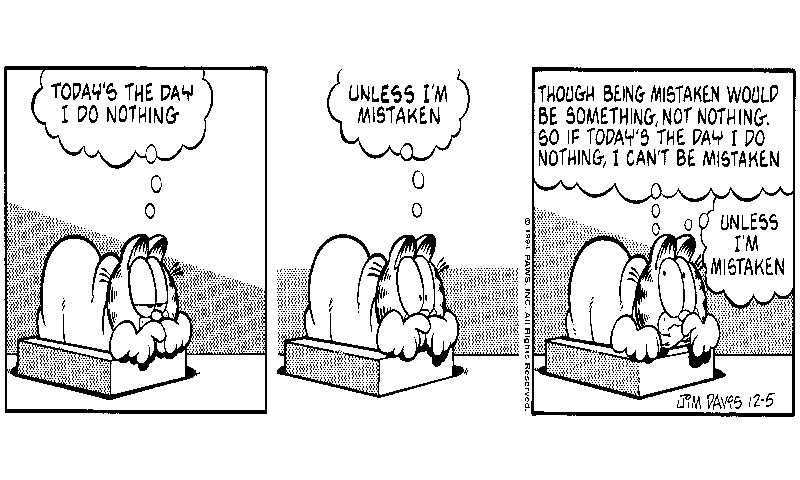 TODAY'S THE DAY
I DO NOTHING
UNLESS I'M
MISTAKEN
© 1991 PAWS, INC. All Rights Reserved.
THOUGH BEING MISTAKEN WOULD
BE SOMETHING, NOT NOTHING.
SO IF TODAY'S THE DAY I DO
NOTHING, I CAN'T BE MISTAKEN
UNLESS
I'M
MISTAKEN
JIM DAVIS 12-5